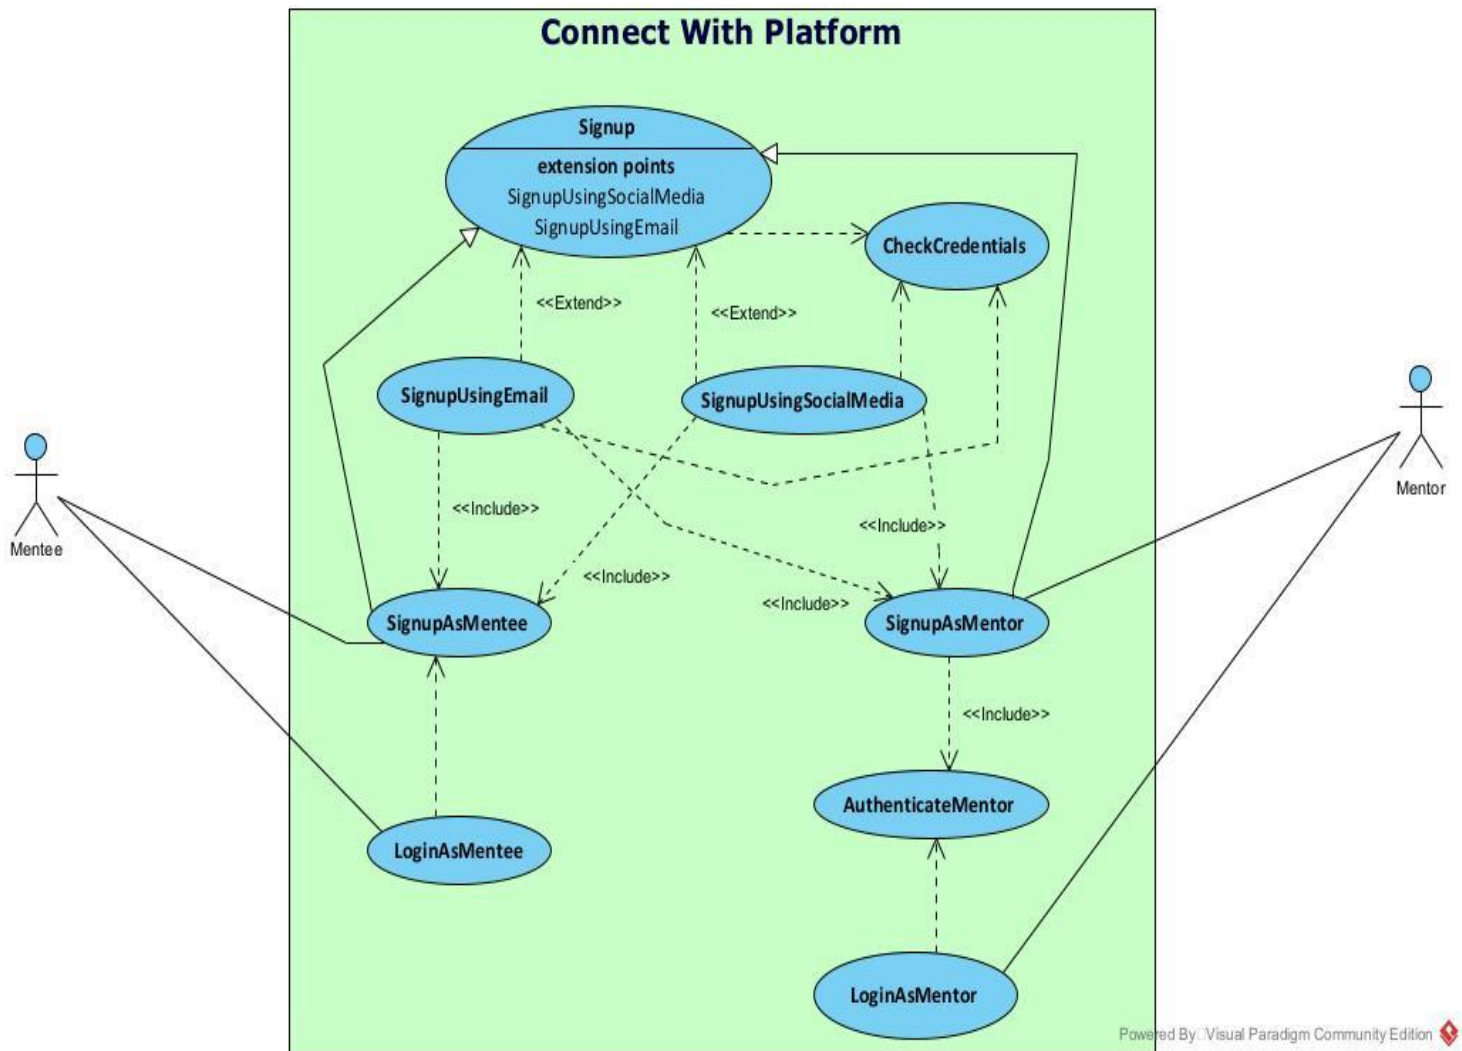 Connect With Platform
Signup
extension points
SignupUsingSocialMedia
SignupUsingEmail
CheckCredentials
<<Extend>>
<<Extend>>
SignupUsingEmail
SignupUsingSocialMedia
Mentor
<<Include>>
<<Include>>
Mentee
<<Include>>
<<Include>>
SignupAsMentee
SignupAsMentor
<<Include>>
AuthenticateMentor
LoginAsMentee
LoginAsMentor
Powered By Visual Paradigm Community Edition